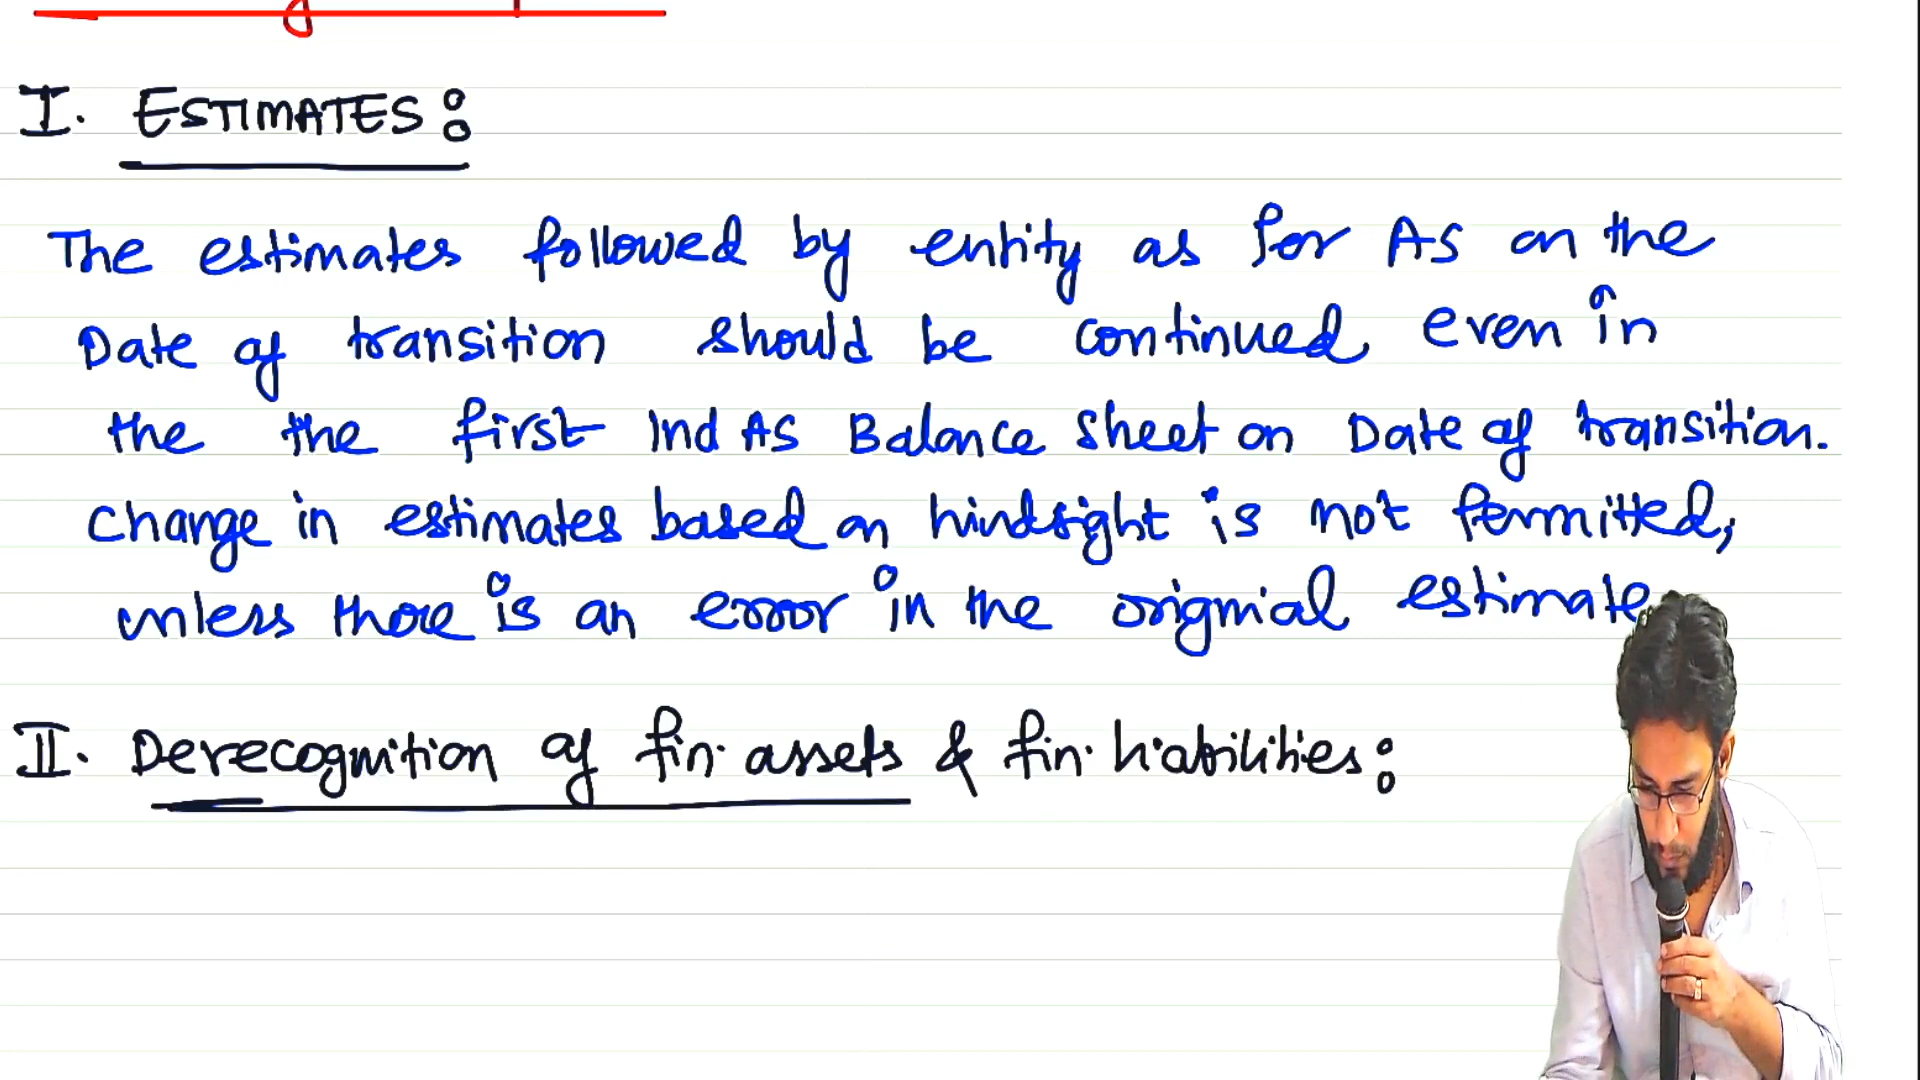 I. ESTIMATES:
The estimates followed by entity as per AS on the
Date of transition should be continued even in
the the first Ind AS Balance Sheet on Date of transition.
Change in estimates based on hindsight is not permitted,
unless there is an error in the origmial estimate
II. Derecognition of fin. assets & fin. liabilities: